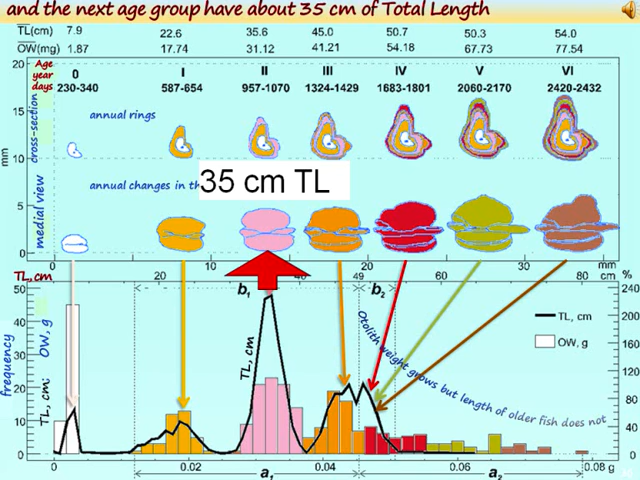 and the next age group have about 35 cm of Total Length
TL(cm) 7.9 22.6 35.6 45.0 50.7 50.3 54.0
OW(mg) 1.87 17.74 31.12 41.21 54.18 67.73 77.54
20
Age year days
0 I II III IV V VI
230-340 587-654 957-1070 1324-1429 1683-1801 2060-2170 2420-2432
cross-section
annual rings
15
mm
10
annual changes in th
35 cm TL
medial view
5
0
0 10 20 30 mm
TL, cm 20 40 49 60 80 cm %
b1 b2
50 40 30 20 10 0
240 200 160 120 80 40 0
frequency
TL, cm; OW, g
TL, cm
TL, cm
OW, g
Otolith weight grows but length of older fish does not
0 0.02 0.04 0.06 0.08 g
a1 a2